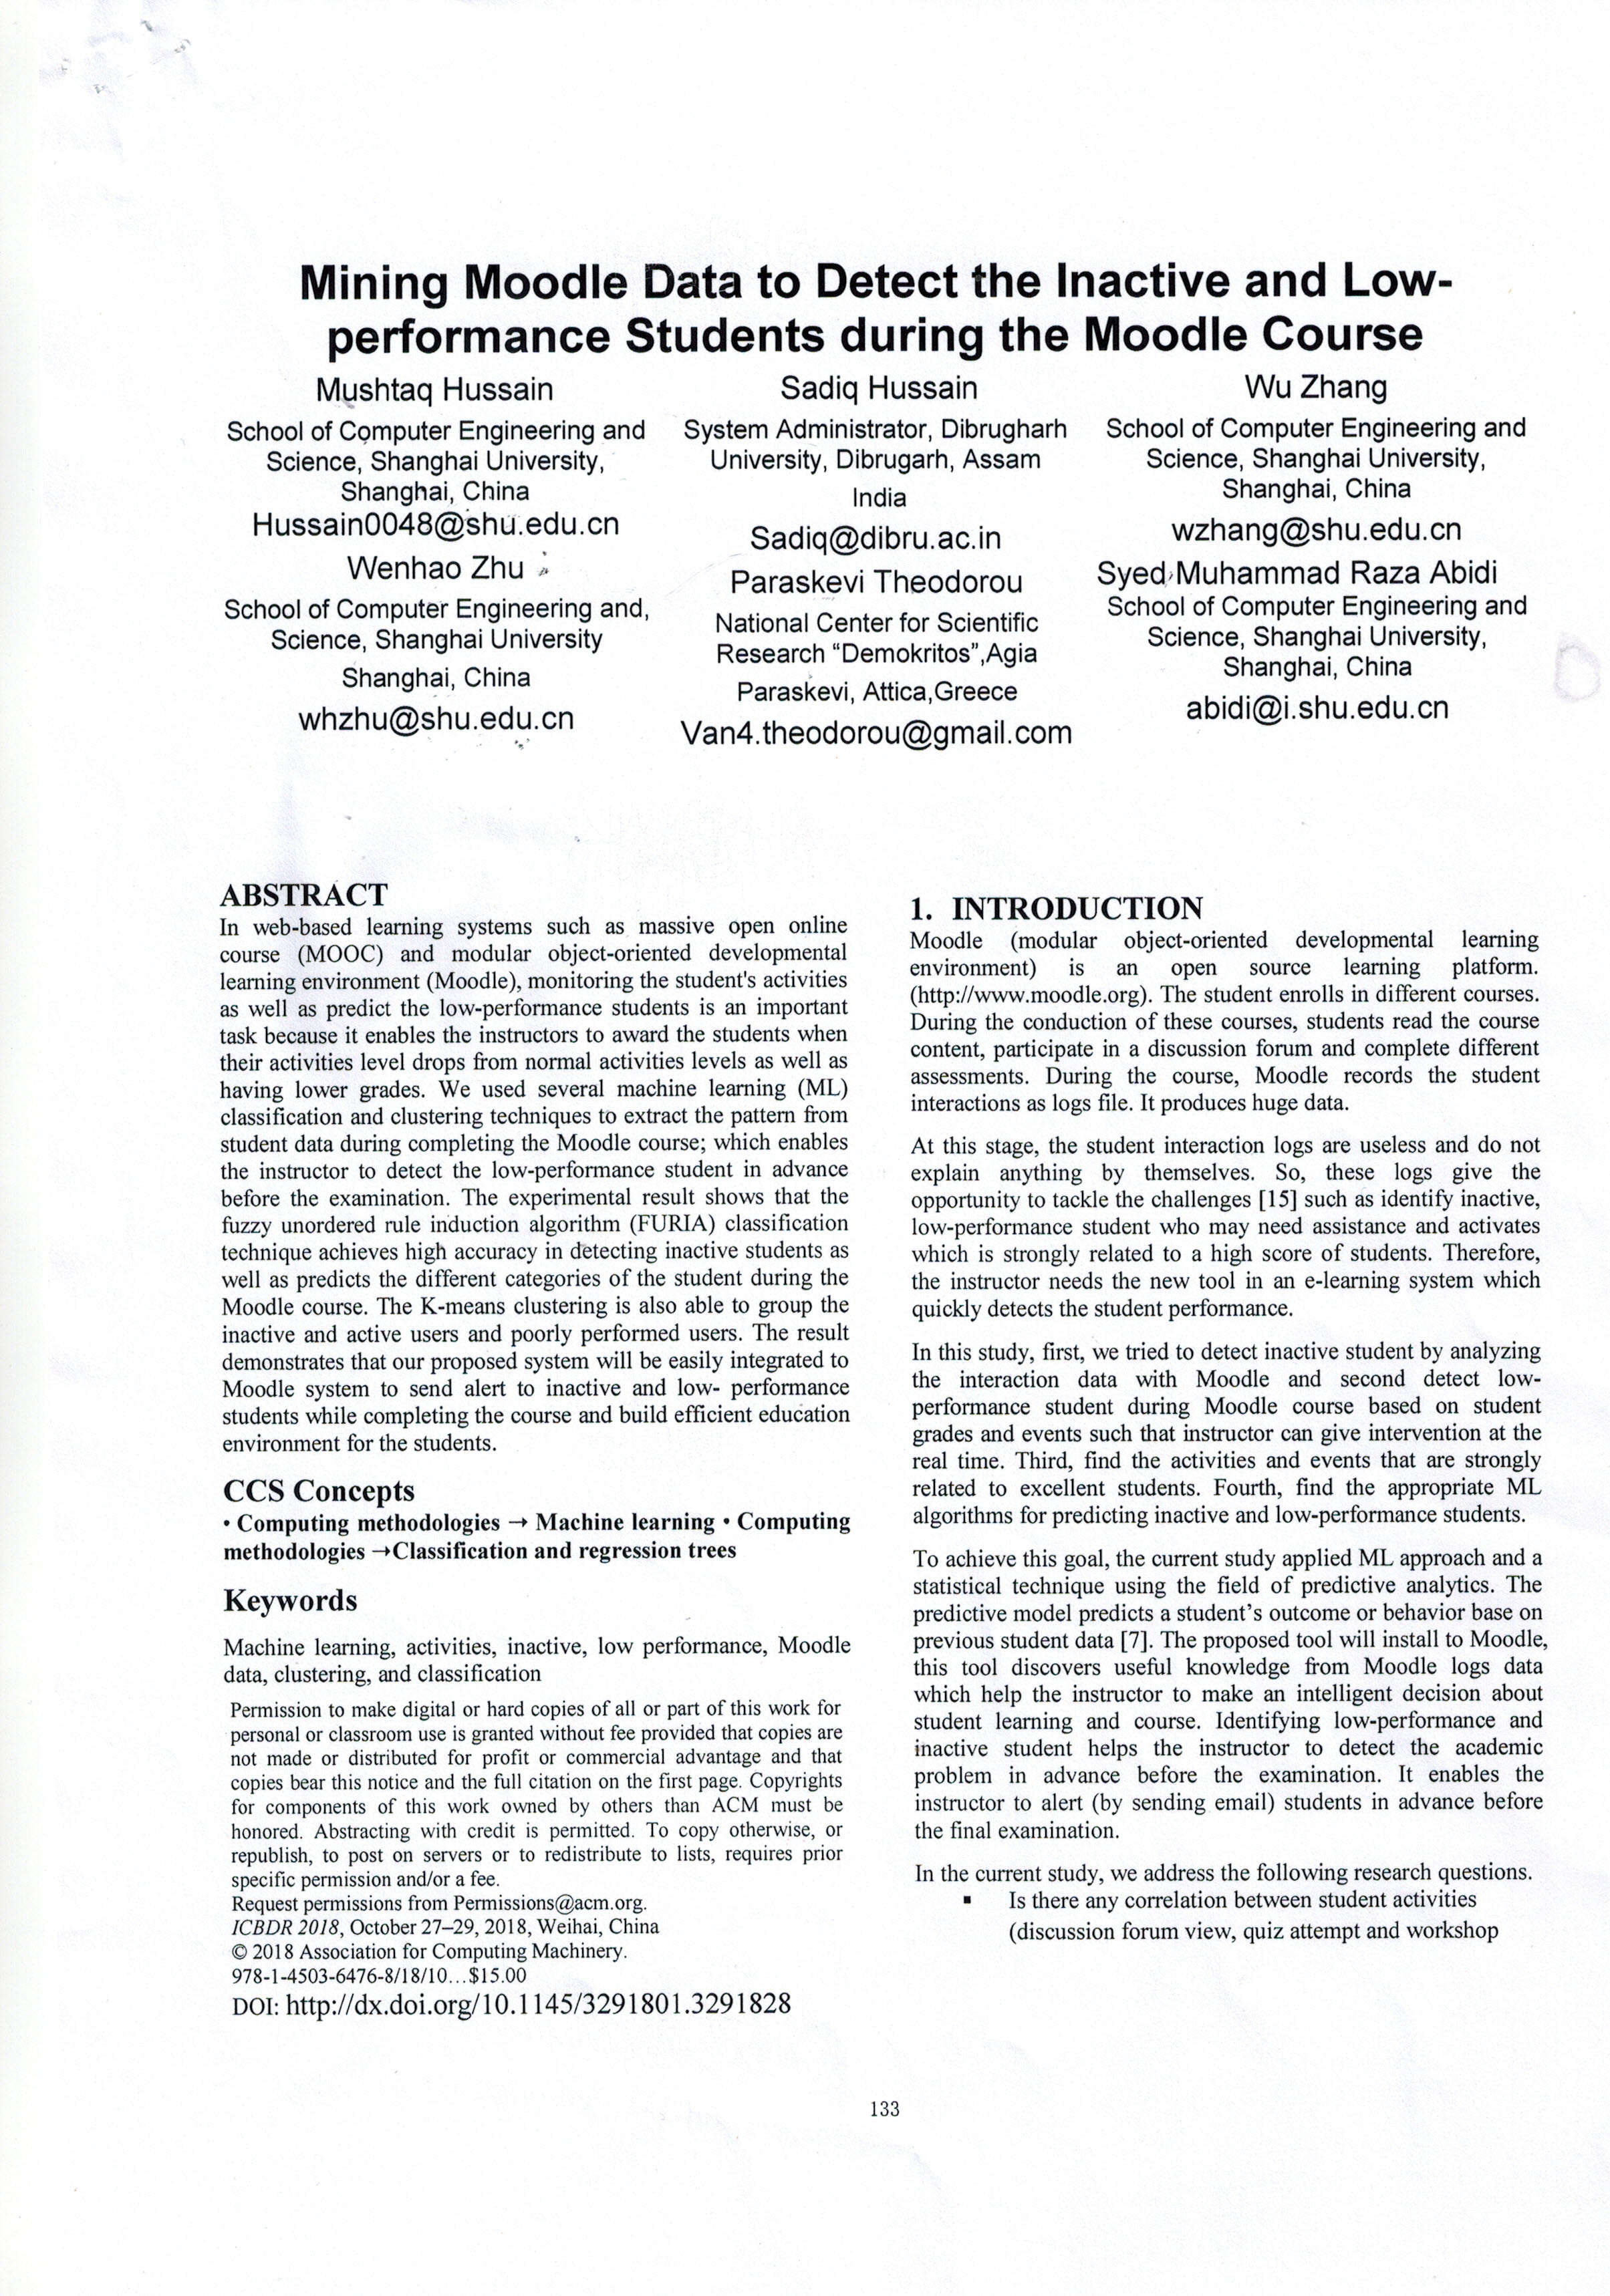 Mining Moodle Data to Detect the Inactive and Low-
performance Students during the Moodle Course
Mushtaq Hussain
School of Computer Engineering and
Science, Shanghai University,
Shanghai, China
Hussain0048@shu.edu.cn
Sadiq Hussain
System Administrator, Dibrugharh
University, Dibrugarh, Assam
India
Sadiq@dibru.ac.in
Wu Zhang
School of Computer Engineering and
Science, Shanghai University,
Shanghai, China
wzhang@shu.edu.cn
Wenhao Zhu
School of Computer Engineering and,
Science, Shanghai University
Shanghai, China
whzhu@shu.edu.cn
Paraskevi Theodorou
National Center for Scientific
Research “Demokritos”,Agia
Paraskevi, Attica,Greece
Van4.theodorou@gmail.com
Syed Muhammad Raza Abidi
School of Computer Engineering and
Science, Shanghai University,
Shanghai, China
abidi@i.shu.edu.cn
ABSTRACT
In web-based learning systems such as massive open online
course (MOOC) and modular object-oriented developmental
learning environment (Moodle), monitoring the student's activities
as well as predict the low-performance students is an important
task because it enables the instructors to award the students when
their activities level drops from normal activities levels as well as
having lower grades. We used several machine learning (ML)
classification and clustering techniques to extract the pattern from
student data during completing the Moodle course; which enables
the instructor to detect the low-performance student in advance
before the examination. The experimental result shows that the
fuzzy unordered rule induction algorithm (FURIA) classification
technique achieves high accuracy in detecting inactive students as
well as predicts the different categories of the student during the
Moodle course. The K-means clustering is also able to group the
inactive and active users and poorly performed users. The result
demonstrates that our proposed system will be easily integrated to
Moodle system to send alert to inactive and low- performance
students while completing the course and build efficient education
environment for the students.
CCS Concepts
• Computing methodologies → Machine learning • Computing
methodologies →Classification and regression trees
Keywords
Machine learning, activities, inactive, low performance, Moodle
data, clustering, and classification
Permission to make digital or hard copies of all or part of this work for
personal or classroom use is granted without fee provided that copies are
not made or distributed for profit or commercial advantage and that
copies bear this notice and the full citation on the first page. Copyrights
for components of this work owned by others than ACM must be
honored. Abstracting with credit is permitted. To copy otherwise, or
republish, to post on servers or to redistribute to lists, requires prior
specific permission and/or a fee.
Request permissions from Permissions@acm.org.
ICBDR 2018, October 27–29, 2018, Weihai, China
© 2018 Association for Computing Machinery.
978-1-4503-6476-8/18/10…$15.00
DOI: http://dx.doi.org/10.1145/3291801.3291828
1. INTRODUCTION
Moodle (modular object-oriented developmental learning
environment) is an open source learning platform.
(http://www.moodle.org). The student enrolls in different courses.
During the conduction of these courses, students read the course
content, participate in a discussion forum and complete different
assessments. During the course, Moodle records the student
interactions as logs file. It produces huge data.
At this stage, the student interaction logs are useless and do not
explain anything by themselves. So, these logs give the
opportunity to tackle the challenges [15] such as identify inactive,
low-performance student who may need assistance and activates
which is strongly related to a high score of students. Therefore,
the instructor needs the new tool in an e-learning system which
quickly detects the student performance.
In this study, first, we tried to detect inactive student by analyzing
the interaction data with Moodle and second detect low-
performance student during Moodle course based on student
grades and events such that instructor can give intervention at the
real time. Third, find the activities and events that are strongly
related to excellent students. Fourth, find the appropriate ML
algorithms for predicting inactive and low-performance students.
To achieve this goal, the current study applied ML approach and a
statistical technique using the field of predictive analytics. The
predictive model predicts a student’s outcome or behavior base on
previous student data [7]. The proposed tool will install to Moodle,
this tool discovers useful knowledge from Moodle logs data
which help the instructor to make an intelligent decision about
student learning and course. Identifying low-performance and
inactive student helps the instructor to detect the academic
problem in advance before the examination. It enables the
instructor to alert (by sending email) students in advance before
the final examination.
In the current study, we address the following research questions.
▪ Is there any correlation between student activities
(discussion forum view, quiz attempt and workshop
133